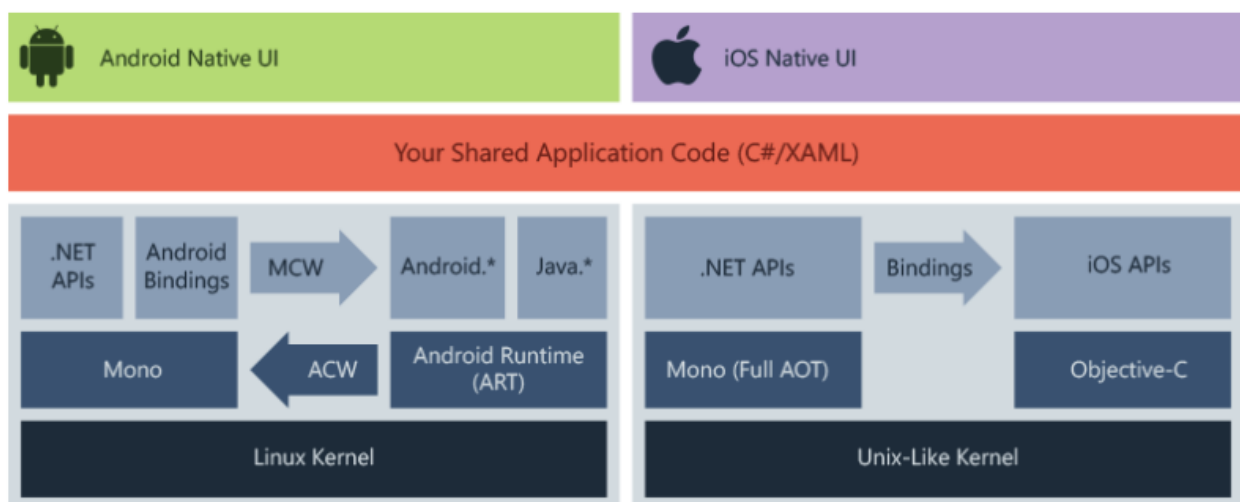 Android Native UI
iOS Native UI
Your Shared Application Code (C#/XAML)
.NET
APIs
Android
Bindings
MCW
Android.*
Java.*
Mono
ACW
Android Runtime
(ART)
Linux Kernel
.NET APIs
Bindings
iOS APIs
Mono (Full AOT)
Objective-C
Unix-Like Kernel